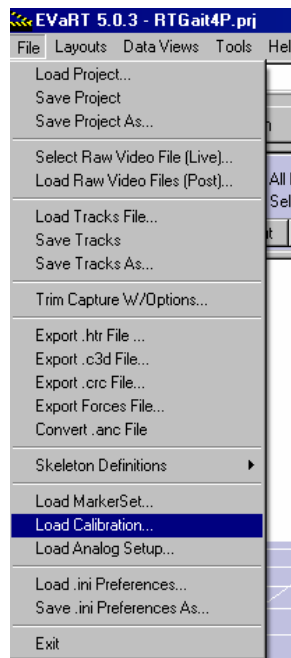 EVaRT 5.0.3 - RTGait4P.prj
File Layouts Data Views Tools Hel
Load Project...
Save Project
Save Project As...
Select Raw Video File (Live)...
Load Raw Video Files (Post)...
All
Sel
Load Tracks File...
Save Tracks
Save Tracks As...
Trim Capture W/Options...
Export .htr File ...
Export .c3d File...
Export .crc File...
Export Forces File...
Convert .anc File
Skeleton Definitions
Load MarkerSet...
Load Calibration...
Load Analog Setup...
Load .ini Preferences...
Save .ini Preferences As...
Exit